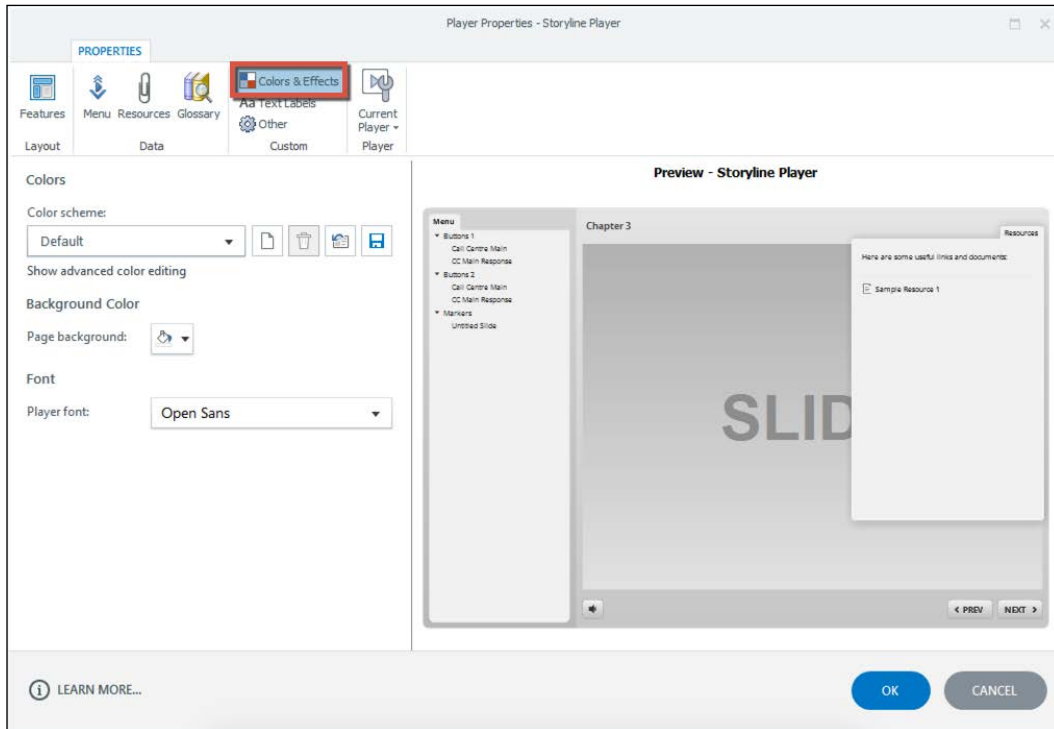 Player Properties - Storyline Player
PROPERTIES
Features
Menu
Resources
Glossary
Colors & Effects
Aa Text Labels
Other
Current
Player
Layout
Data
Custom
Player
Colors
Color scheme:
Default
Show advanced color editing
Background Color
Page background:
Font
Player font:
Open Sans
Preview - Storyline Player
Menu
Buttons 1
Call Centre Main
CC Main Response
Buttons 2
Call Centre Main
CC Main Response
Markers
Untitled Slide
Chapter 3
Resources
Here are some useful links and documents:
Sample Resource 1
SLID
< PREV
NEXT >
LEARN MORE...
OK
CANCEL